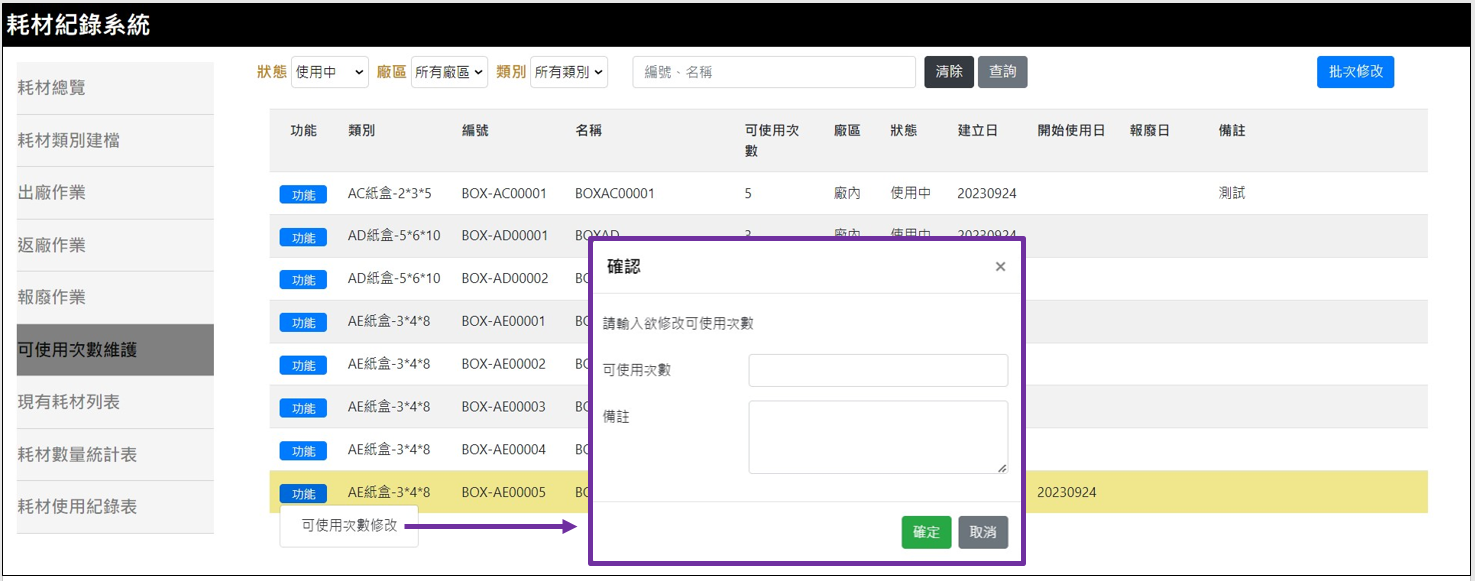 耗材紀錄系統
耗材總覽
耗材類別建檔
出廠作業
返廠作業
報廢作業
可使用次數維護
現有耗材列表
耗材數量統計表
耗材使用紀錄表
狀態 使用中 廠區 所有廠區 類別 所有類別 編號、名稱 清除 查詢 批次修改
功能 類別 編號 名稱 可使用次數 廠區 狀態 建立日 開始使用日 報廢日 備註
功能 AC紙盒-2*3*5 BOX-AC00001 BOXAC00001 5 廠內 使用中 20230924 測試
功能 AD紙盒-5*6*10 BOX-AD00001 BOXAD 廠內 使用中 20230924
功能 AD紙盒-5*6*10 BOX-AD00002
功能 AE紙盒-3*4*8 BOX-AE00001
功能 AE紙盒-3*4*8 BOX-AE00002
功能 AE紙盒-3*4*8 BOX-AE00003
功能 AE紙盒-3*4*8 BOX-AE00004
功能 AE紙盒-3*4*8 BOX-AE00005 20230924
可使用次數修改
確認 ×
請輸入欲修改可使用次數
可使用次數
備註
確定 取消